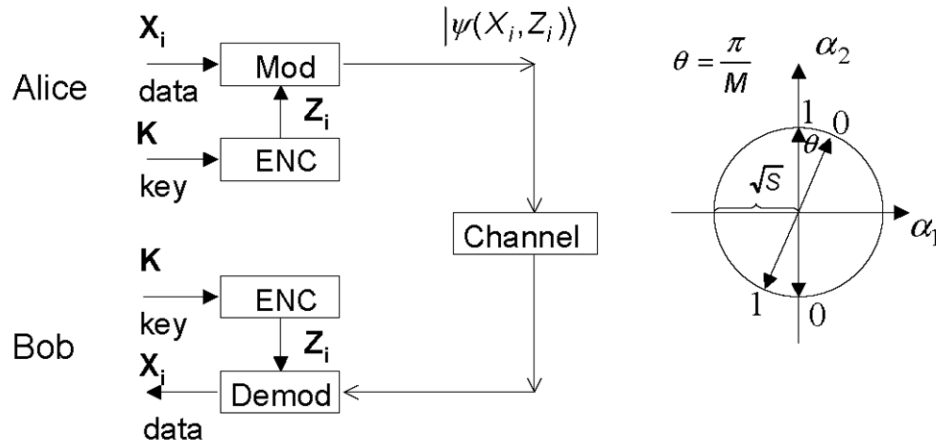 |ψ(X_i, Z_i)⟩
X_i
Mod
Alice
data
Z_i
K
ENC
key
Channel
K
ENC
key
Z_i
Bob
X_i
Demod
data
θ = π/M
α_2
1
0
θ
√S
α_1
1
0